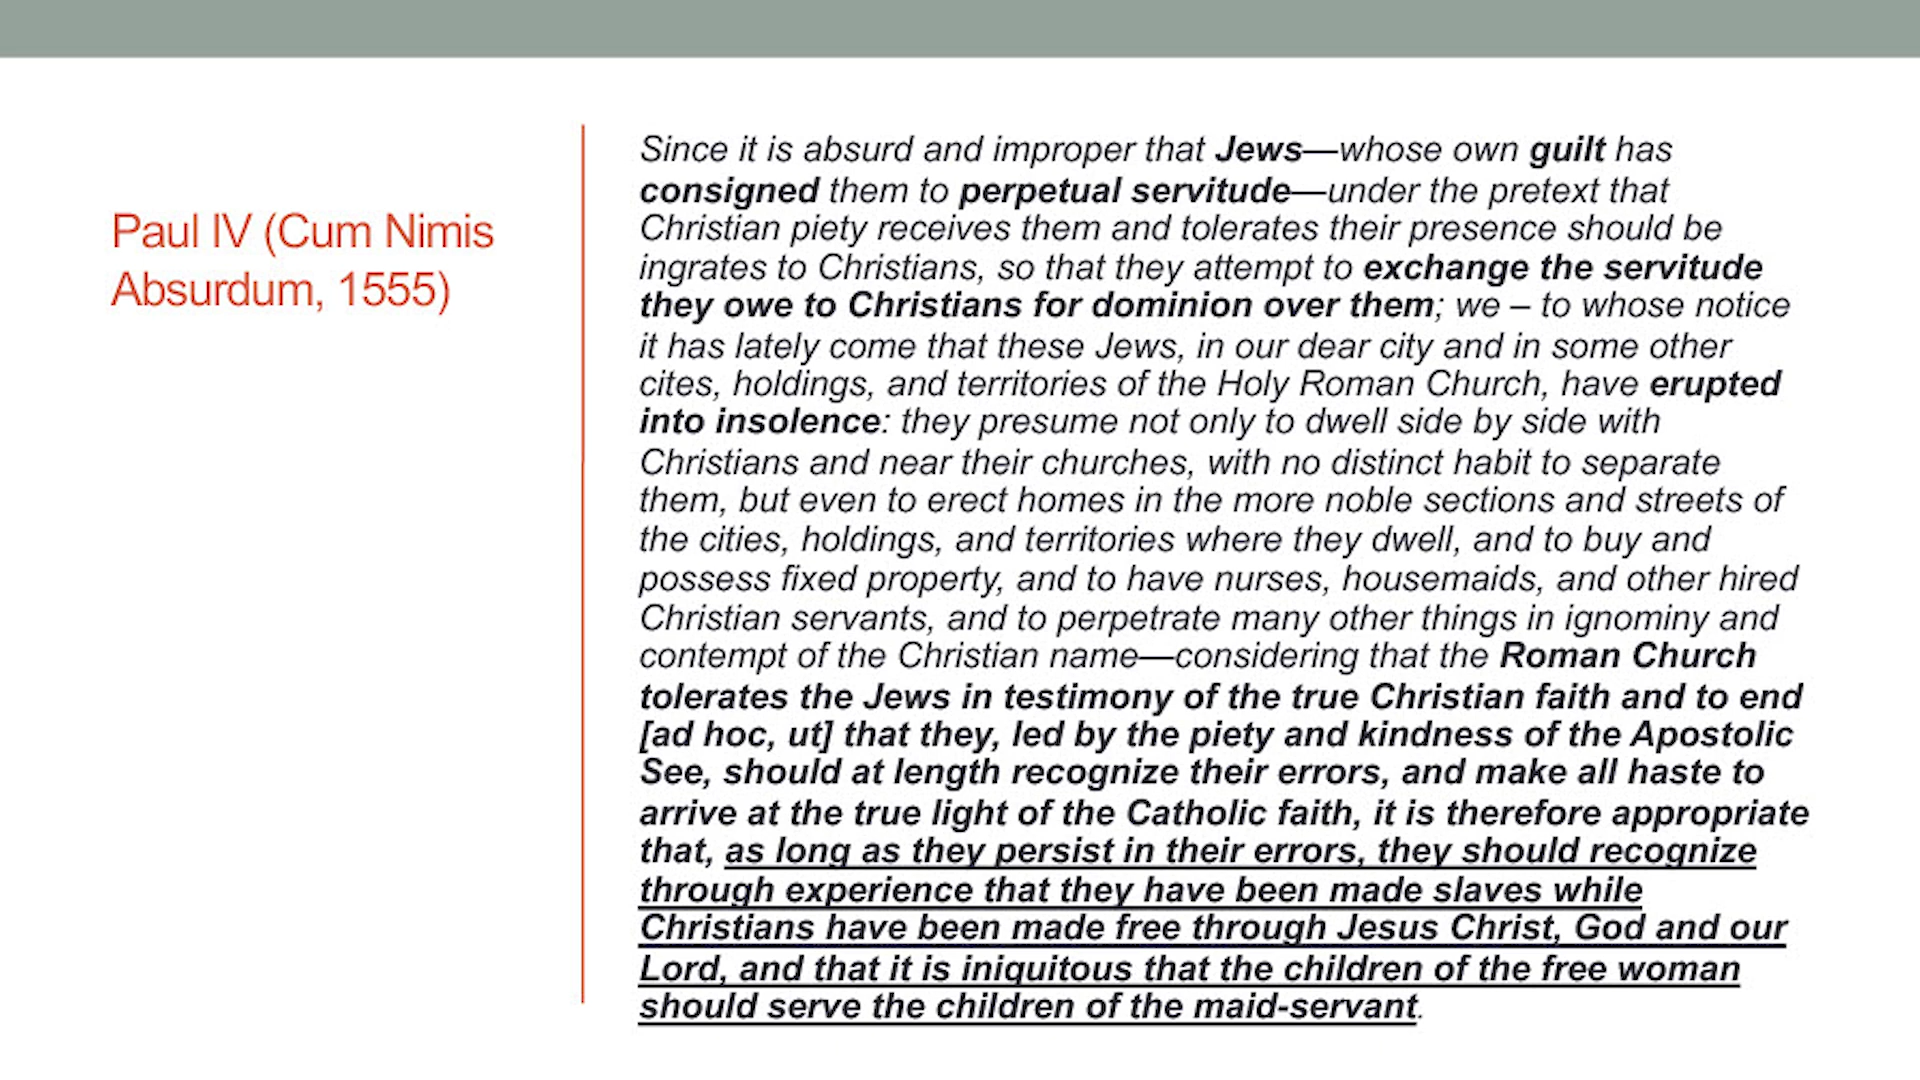 Paul IV (Cum Nimis
Absurdum, 1555)
Since it is absurd and improper that Jews—whose own guilt has
consigned them to perpetual servitude—under the pretext that
Christian piety receives them and tolerates their presence should be
ingrates to Christians, so that they attempt to exchange the servitude
they owe to Christians for dominion over them; we – to whose notice
it has lately come that these Jews, in our dear city and in some other
cites, holdings, and territories of the Holy Roman Church, have erupted
into insolence: they presume not only to dwell side by side with
Christians and near their churches, with no distinct habit to separate
them, but even to erect homes in the more noble sections and streets of
the cities, holdings, and territories where they dwell, and to buy and
possess fixed property, and to have nurses, housemaids, and other hired
Christian servants, and to perpetrate many other things in ignominy and
contempt of the Christian name—considering that the Roman Church
tolerates the Jews in testimony of the true Christian faith and to end
[ad hoc, ut] that they, led by the piety and kindness of the Apostolic
See, should at length recognize their errors, and make all haste to
arrive at the true light of the Catholic faith, it is therefore appropriate
that, as long as they persist in their errors, they should recognize
through experience that they have been made slaves while
Christians have been made free through Jesus Christ, God and our
Lord, and that it is iniquitous that the children of the free woman
should serve the children of the maid-servant.